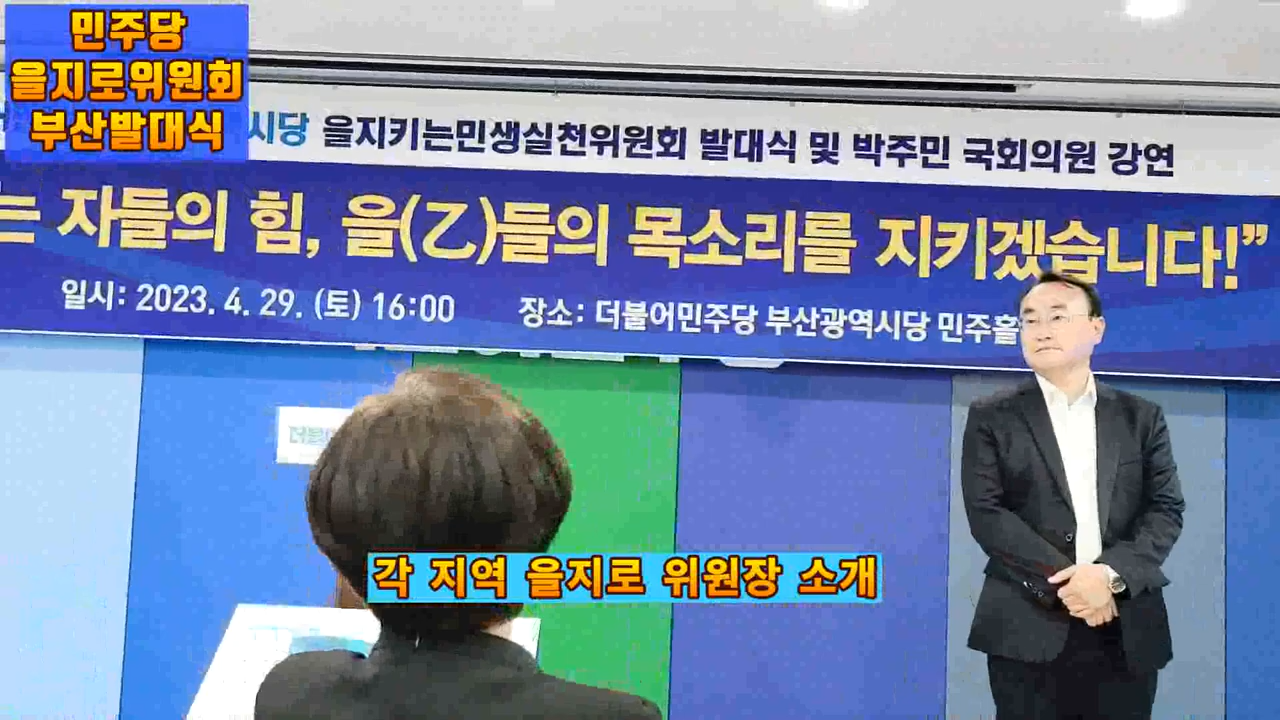 민주당
을지로위원회
부산발대식
시당 을지키는민생실천위원회 발대식 및 박주민 국회의원 강연
는 자들의 힘, 을(乙)들의 목소리를 지키겠습니다!”
일시: 2023. 4. 29. (토) 16:00 장소: 더불어민주당 부산광역시당 민주홀
더불
각 지역 을지로 위원장 소개